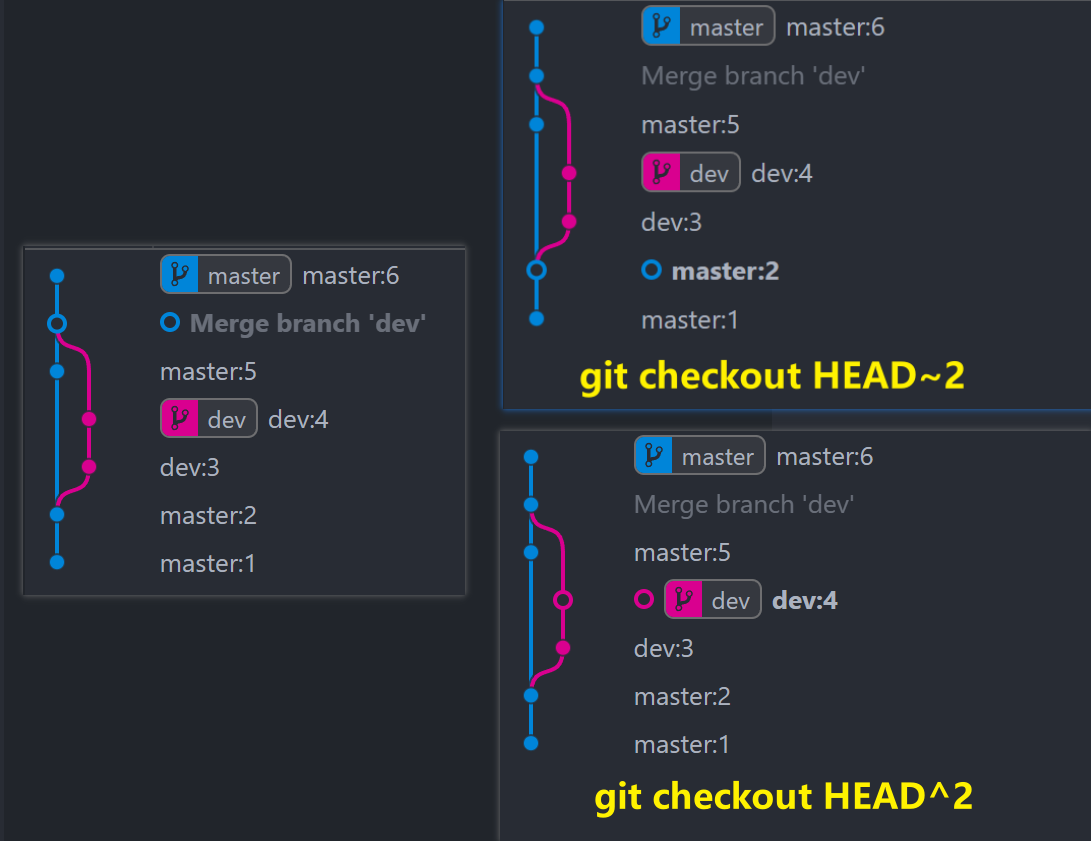 master master:6
Merge branch 'dev'
master:5
dev dev:4
dev:3
master:2
master:1
master master:6
Merge branch 'dev'
master:5
dev dev:4
dev:3
master:2
master:1
git checkout HEAD~2
master master:6
Merge branch 'dev'
master:5
dev dev:4
dev:3
master:2
master:1
git checkout HEAD^2